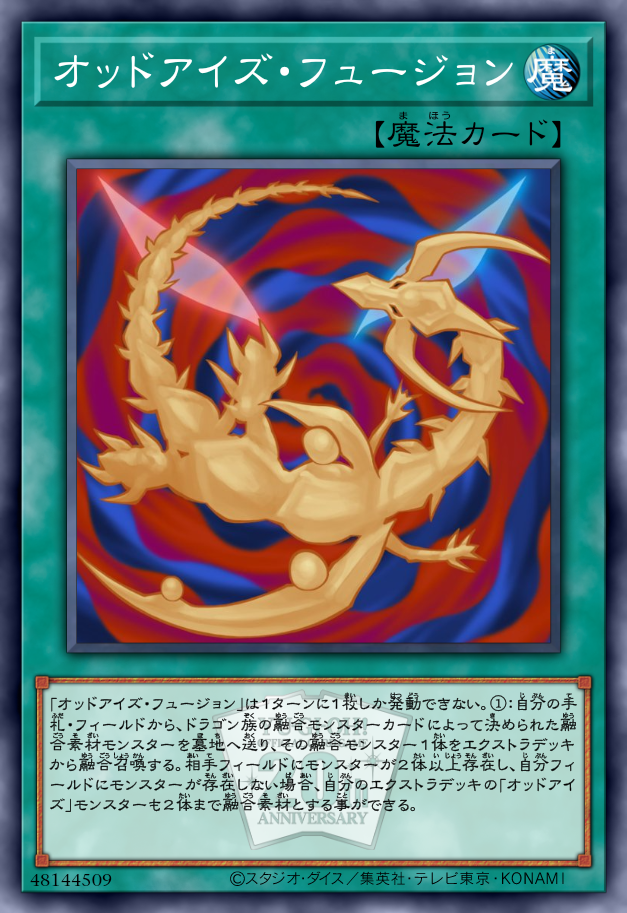 オッドアイズ・フュージョン 魔
【魔法カード】
「オッドアイズ・フュージョン」は１ターンに１枚しか発動できない。①：自分の手
札・フィールドから、ドラゴン族の融合モンスターカードによって決められた融
合素材モンスターを墓地へ送り、その融合モンスター１体をエクストラデッキ
から融合召喚する。相手フィールドにモンスターが２体以上存在し、自分フィ
ールドにモンスターが存在しない場合、自分のエクストラデッキの「オッドアイ
ズ」モンスターも２体まで融合素材とする事ができる。
ANNIVERSARY
48144509
©スタジオ・ダイス／集英社・テレビ東京・KONAMI